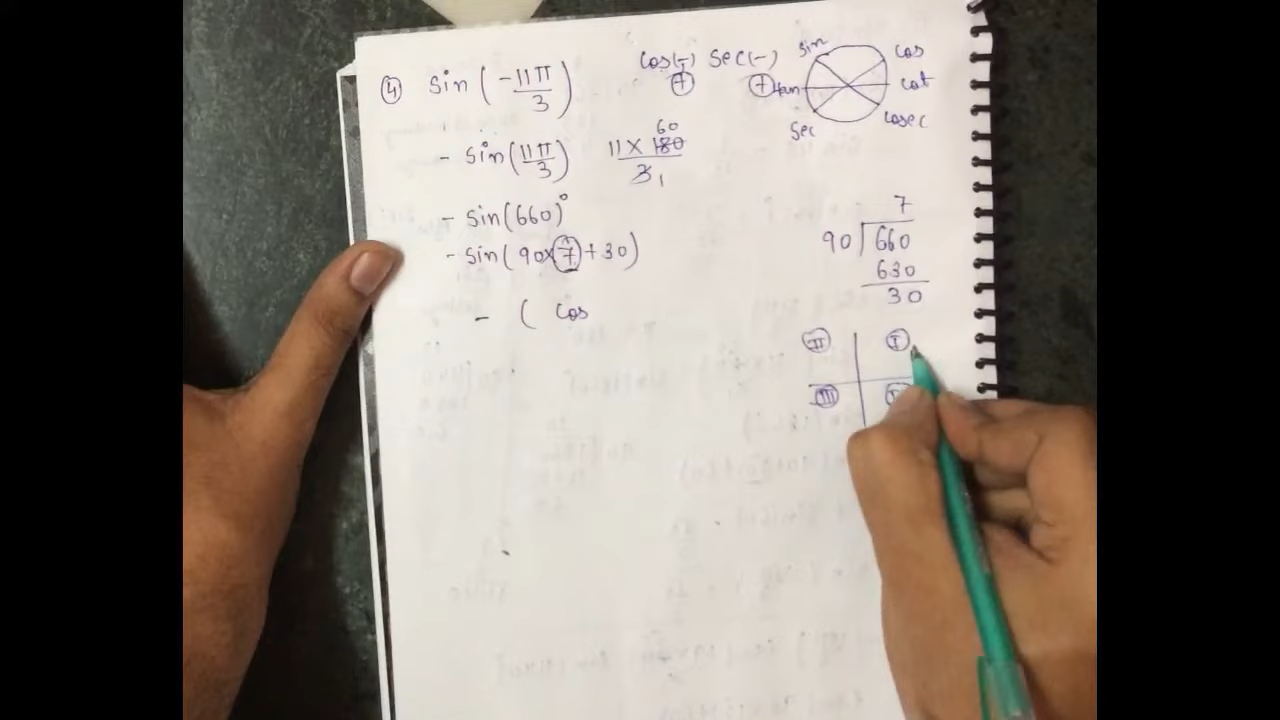 ④ sin(-11π/3)
cos(-) sec(-)
+ +
sin cos
tan cot
sec cosec
- sin(11π/3) 11 × 180/3 60 1
- sin(660)°
- sin(90×7+30)
- ( cos
7
90 660
630
30
II I
III